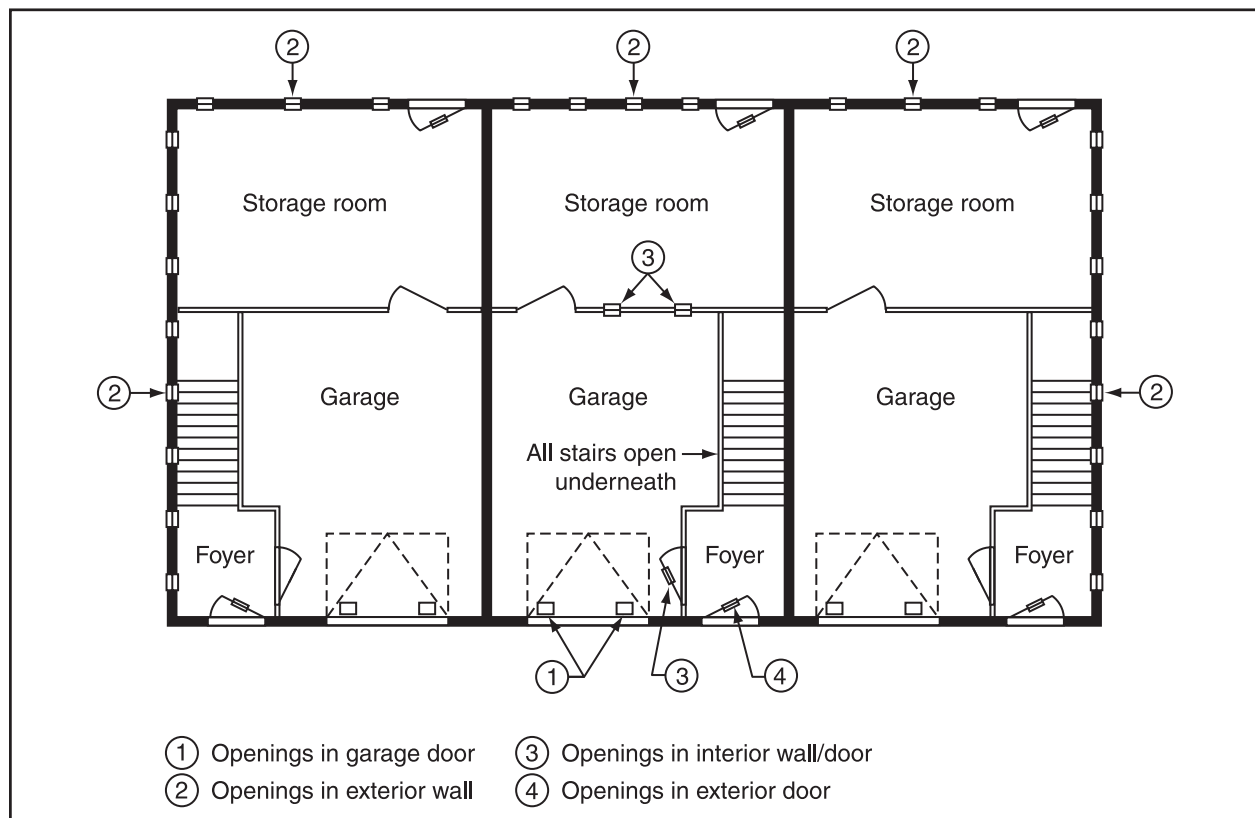 2
2
2
Storage room
Storage room
Storage room
3
2
Garage
Garage
Garage
2
All stairs open
underneath
Foyer
Foyer
Foyer
1
3
4
1 Openings in garage door
3 Openings in interior wall/door
2 Openings in exterior wall
4 Openings in exterior door